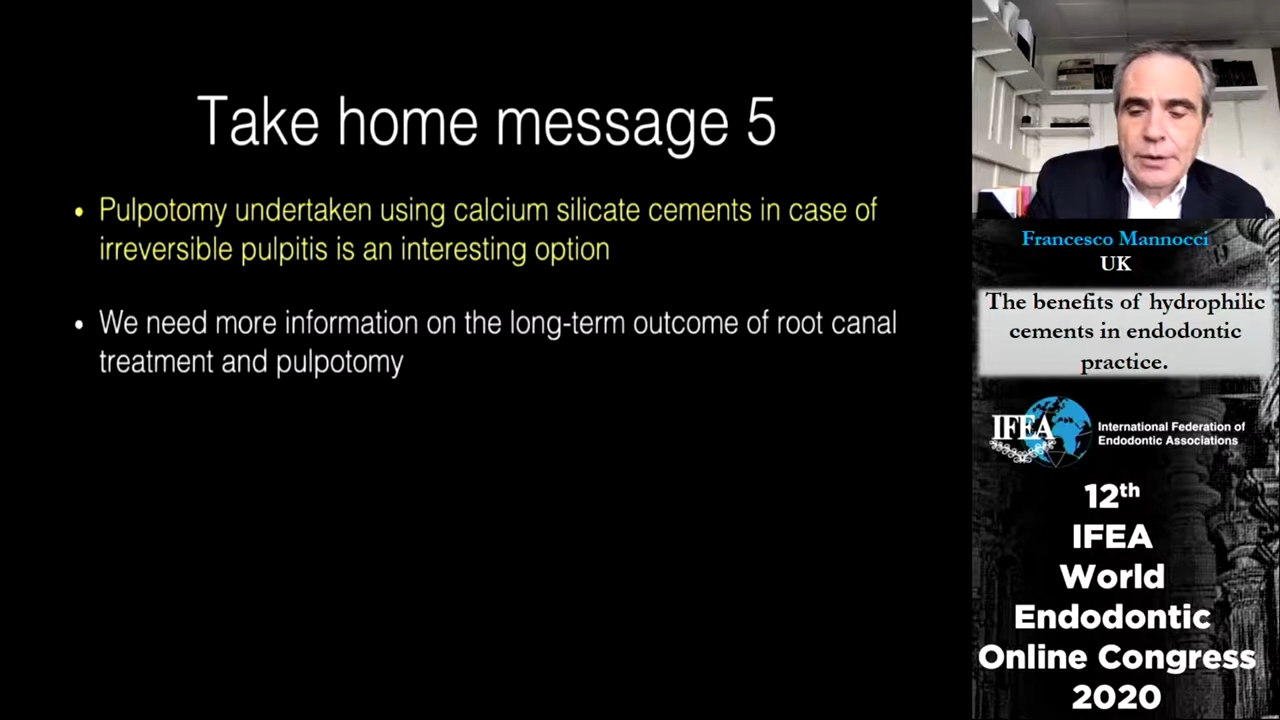 Take home message 5
• Pulpotomy undertaken using calcium silicate cements in case of
irreversible pulpitis is an interesting option
• We need more information on the long-term outcome of root canal
treatment and pulpotomy
Francesco Mannocci
UK
The benefits of hydrophilic
cements in endodontic
practice.
IFEA
International Federation of
Endodontic Associations
12th
IFEA
World
Endodontic
Online Congress
2020